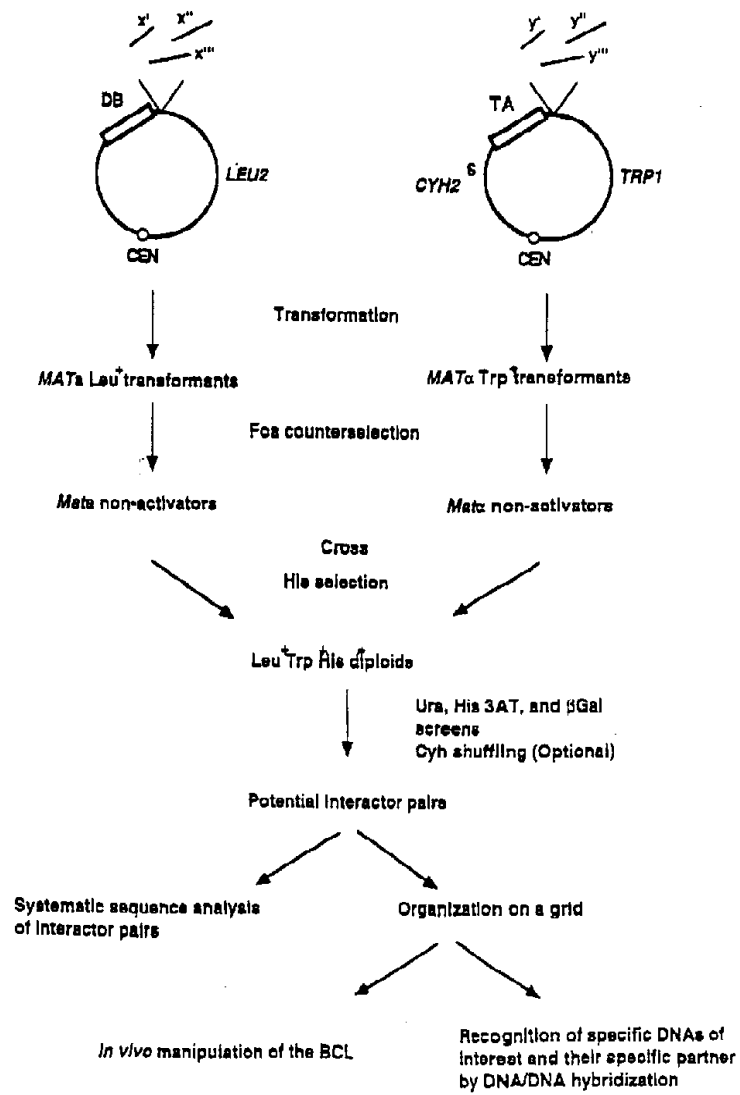 x' x'' x'''
y' y'' y'''
DB
TA
LEU2
CYH2 S
TRP1
CEN
CEN
Transformation
MATa Leu+ transformants
MATα Trp+ transformants
Foa counterselection
Mata non-activators
Matα non-activators
Cross
His selection
Leu+ Trp+ His+ diploids
Ura, His 3AT, and βGal
screens
Cyh shuffling (Optional)
Potential Interactor pairs
Systematic sequence analysis
of interactor pairs
Organization on a grid
In vivo manipulation of the BCL
Recognition of specific DNAs of
interest and their specific partner
by DNA/DNA hybridization